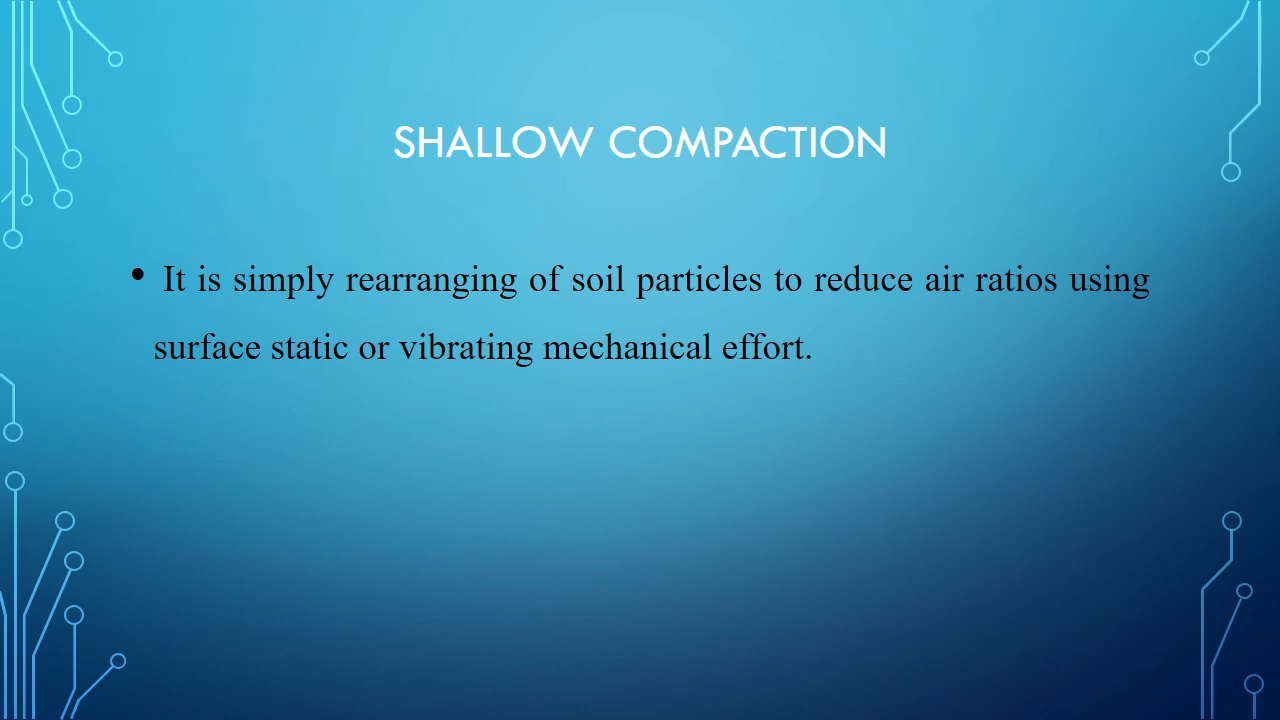 SHALLOW COMPACTION
• It is simply rearranging of soil particles to reduce air ratios using
surface static or vibrating mechanical effort.